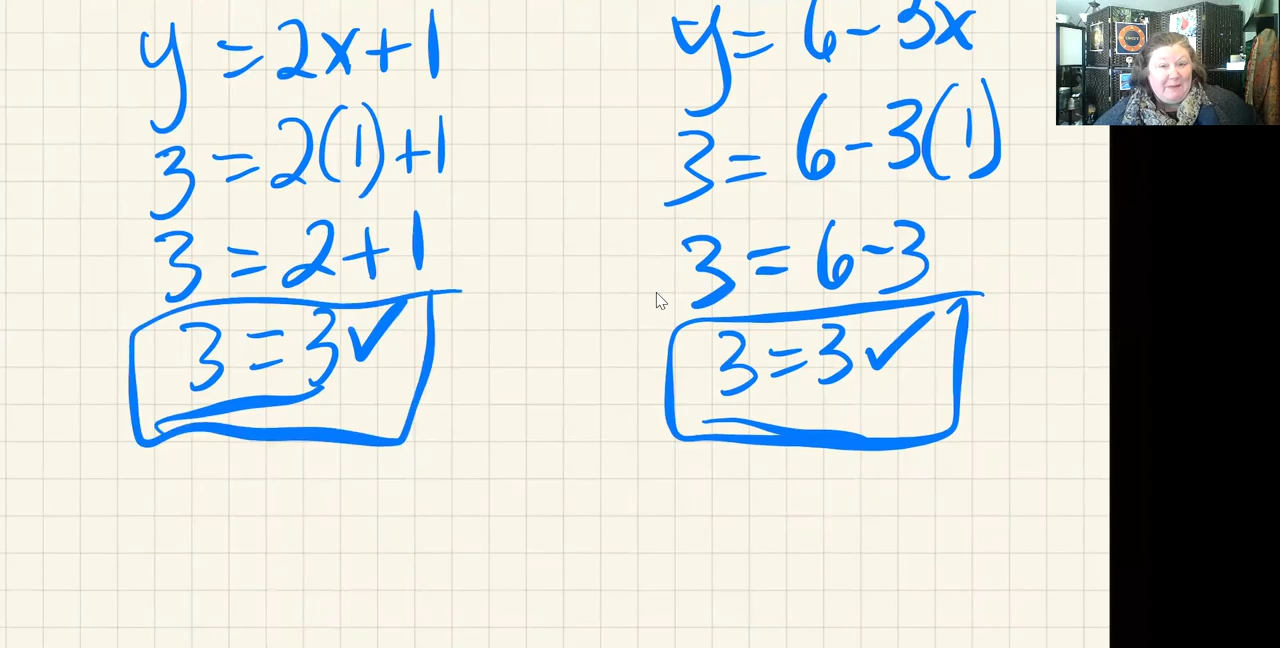 y = 2x + 1
3 = 2(1) + 1
3 = 2 + 1
3 = 3 ✓
y = 6 - 3x
3 = 6 - 3(1)
3 = 6 - 3
3 = 3 ✓